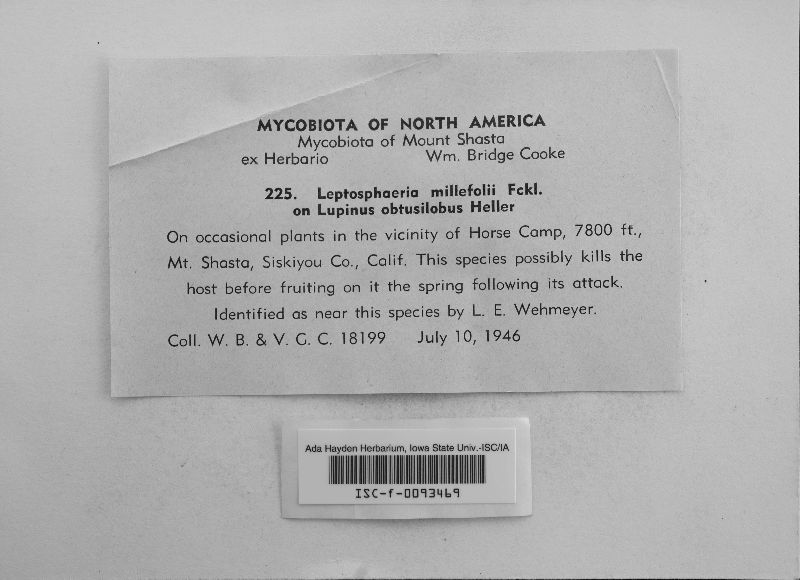 MYCOBIOTA OF NORTH AMERICA
Mycobiota of Mount Shasta
ex Herbario Wm. Bridge Cooke
225. Leptosphaeria millefolii Fckl.
on Lupinus obtusilobus Heller
On occasional plants in the vicinity of Horse Camp, 7800 ft.,
Mt. Shasta, Siskiyou Co., Calif. This species possibly kills the
host before fruiting on it the spring following its attack.
Identified as near this species by L. E. Wehmeyer.
Coll. W. B. & V. G. C. 18199 July 10, 1946
Ada Hayden Herbarium, Iowa State Univ.-ISC/IA
ISC-f-0093469